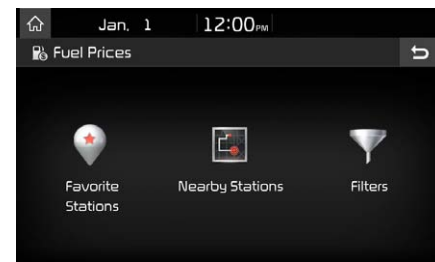 Jan. 1 12:00PM
Fuel Prices
Favorite
Stations
Nearby Stations
Filters